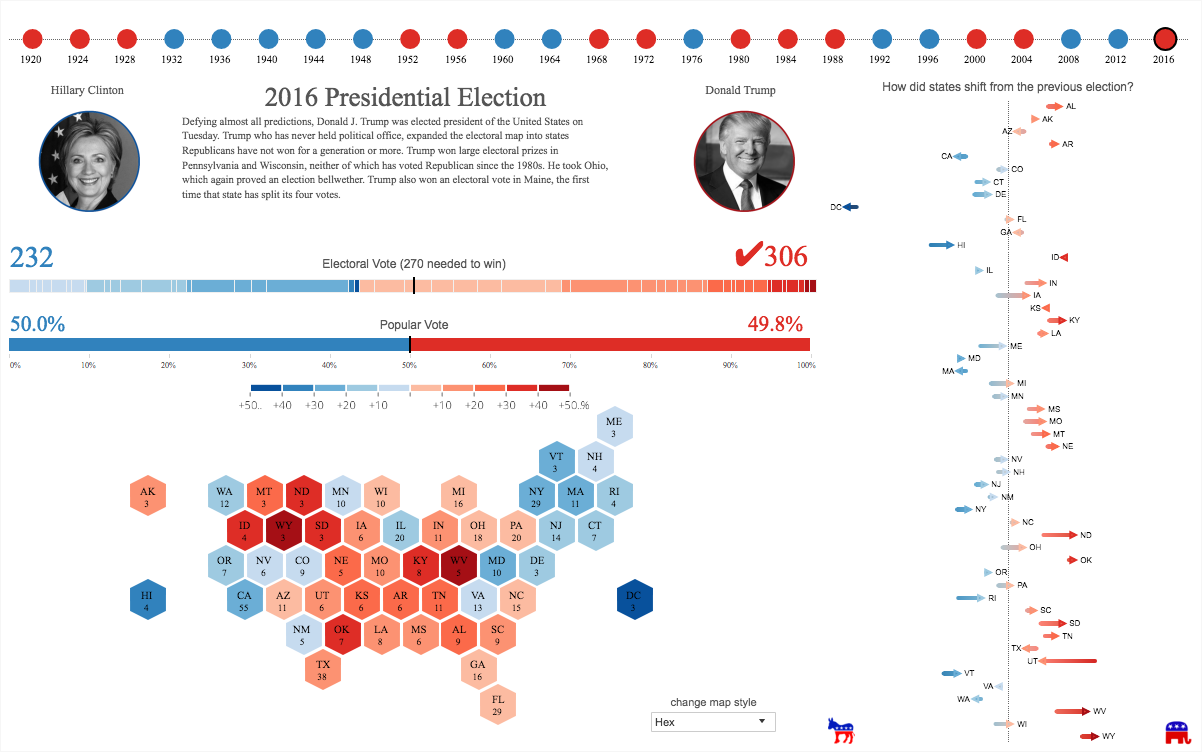 1920 1924 1928 1932 1936 1940 1944 1948 1952 1956 1960 1964 1968 1972 1976 1980 1984 1988 1992 1996 2000 2004 2008 2012 2016
Hillary Clinton
2016 Presidential Election
Defying almost all predictions, Donald J. Trump was elected president of the United States on
Tuesday. Trump who has never held political office, expanded the electoral map into states
Republicans have not won for a generation or more. Trump won large electoral prizes in
Pennsylvania and Wisconsin, neither of which has voted Republican since the 1980s. He took Ohio,
which again proved an election bellwether. Trump also won an electoral vote in Maine, the first
time that state has split its four votes.
Donald Trump
232
Electoral Vote (270 needed to win)
✔306
50.0%
Popular Vote
49.8%
0% 10% 20% 30% 40% 50% 60% 70% 80% 90% 100%
+50.. +40 +30 +20 +10 +10 +20 +30 +40 +50.%
ME
3
VT NH
3 4
AK WA MT ND MN WI MI NY MA RI
3 12 3 3 10 10 16 29 11 4
ID WY SD IA IL IN OH PA NJ CT
4 3 3 6 20 11 18 20 14 7
OR NV CO NE MO KY WV MD DE
7 6 9 5 10 8 5 10 3
HI CA AZ UT KS AR TN VA NC DC
4 55 11 6 6 6 11 13 15 3
NM OK LA MS AL SC
5 7 8 6 9 9
TX GA
38 16
FL
29
change map style
Hex
How did states shift from the previous election?
AL
AK
AZ
AR
CA
CO
CT
DE
DC
FL
GA
HI
ID
IL
IN
IA
KS
KY
LA
ME
MD
MA
MI
MN
MS
MO
MT
NE
NV
NH
NJ
NM
NY
NC
ND
OH
OK
OR
PA
RI
SC
SD
TN
TX
UT
VT
VA
WA
WV
WI
WY